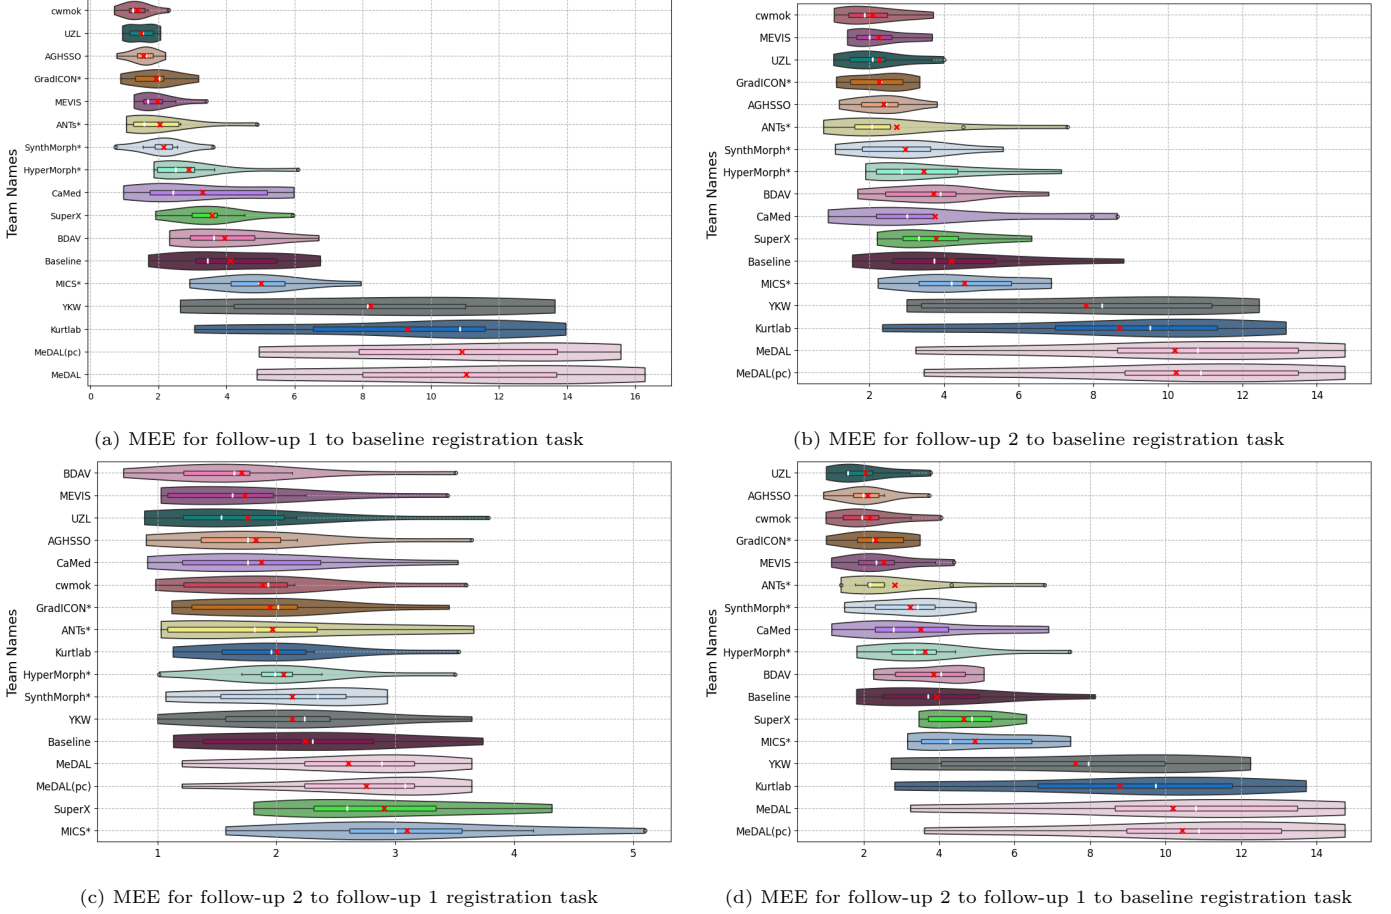 cwmok
UZL
AGHSSO
GradICON*
MEVIS
ANTs*
SynthMorph*
HyperMorph*
CaMed
SuperX
BDAV
Baseline
MICS*
YKW
Kurtlab
MeDAL(pc)
MeDAL
Team Names
0 2 4 6 8 10 12 14 16
(a) MEE for follow-up 1 to baseline registration task
cwmok
MEVIS
UZL
GradICON*
AGHSSO
ANTs*
SynthMorph*
HyperMorph*
BDAV
CaMed
SuperX
Baseline
MICS*
YKW
Kurtlab
MeDAL
MeDAL(pc)
Team Names
2 4 6 8 10 12 14
(b) MEE for follow-up 2 to baseline registration task
BDAV
MEVIS
UZL
AGHSSO
CaMed
cwmok
GradICON*
ANTs*
Kurtlab
HyperMorph*
SynthMorph*
YKW
Baseline
MeDAL
MeDAL(pc)
SuperX
MICS*
Team Names
1 2 3 4 5
(c) MEE for follow-up 2 to follow-up 1 registration task
UZL
AGHSSO
cwmok
GradICON*
MEVIS
ANTs*
SynthMorph*
CaMed
HyperMorph*
BDAV
Baseline
SuperX
MICS*
YKW
Kurtlab
MeDAL
MeDAL(pc)
Team Names
2 4 6 8 10 12 14
(d) MEE for follow-up 2 to follow-up 1 to baseline registration task